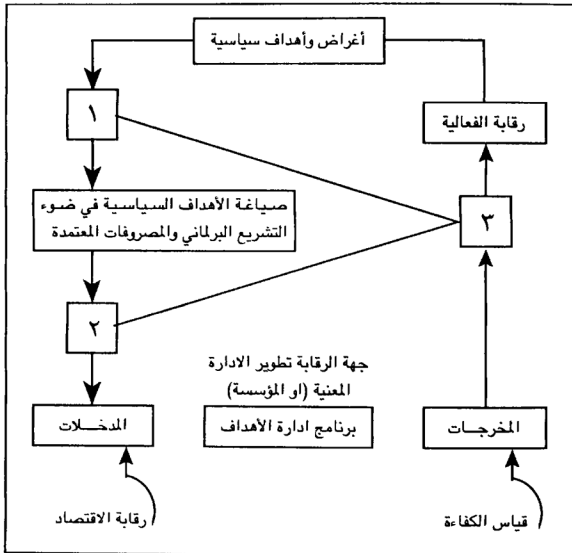 أغراض وأهداف سياسية
١
رقابة الفعالية
صياغة الأهداف السياسية في ضوء
التشريع البرلماني والمصروفات المعتمدة
٣
٢
جهة الرقابة تطوير الادارة
المعنية (او المؤسسة)
المدخلات
برنامج ادارة الأهداف
المخرجات
رقابة الاقتصاد
قياس الكفاءة